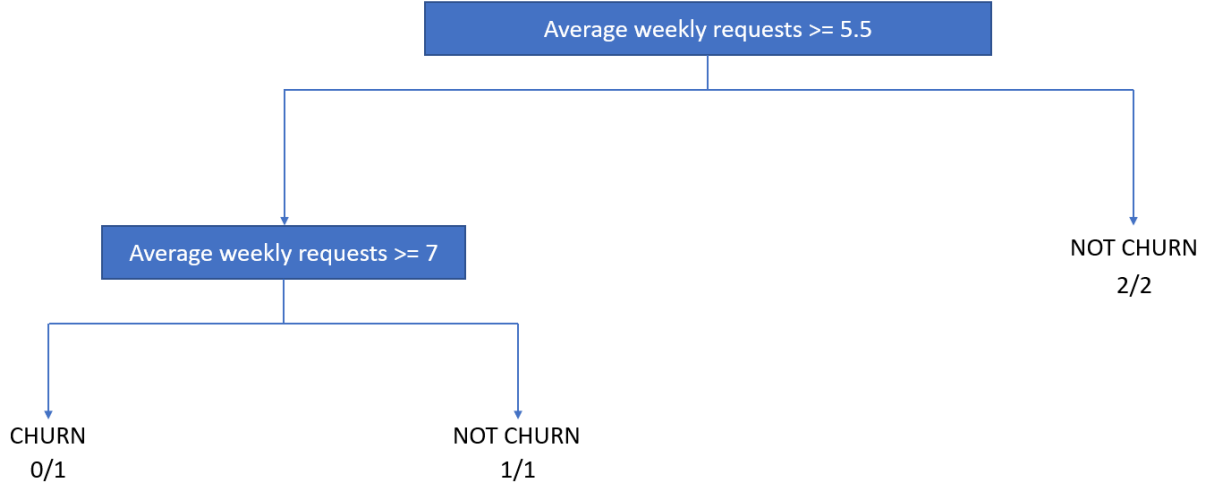 Average weekly requests >= 5.5
Average weekly requests >= 7
NOT CHURN
2/2
CHURN
0/1
NOT CHURN
1/1